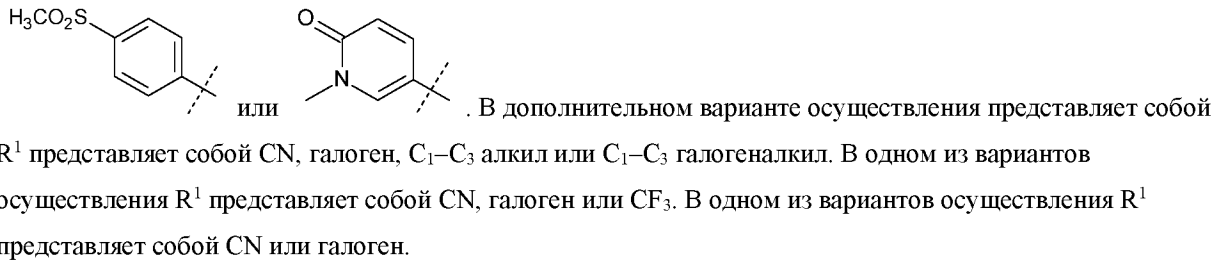 H₃CO₂S
O
N
или . В дополнительном варианте осуществления представляет собой
R¹ представляет собой CN, галоген, C₁–C₃ алкил или C₁–C₃ галогеналкил. В одном из вариантов
осуществления R¹ представляет собой CN, галоген или CF₃. В одном из вариантов осуществления R¹
представляет собой CN или галоген.